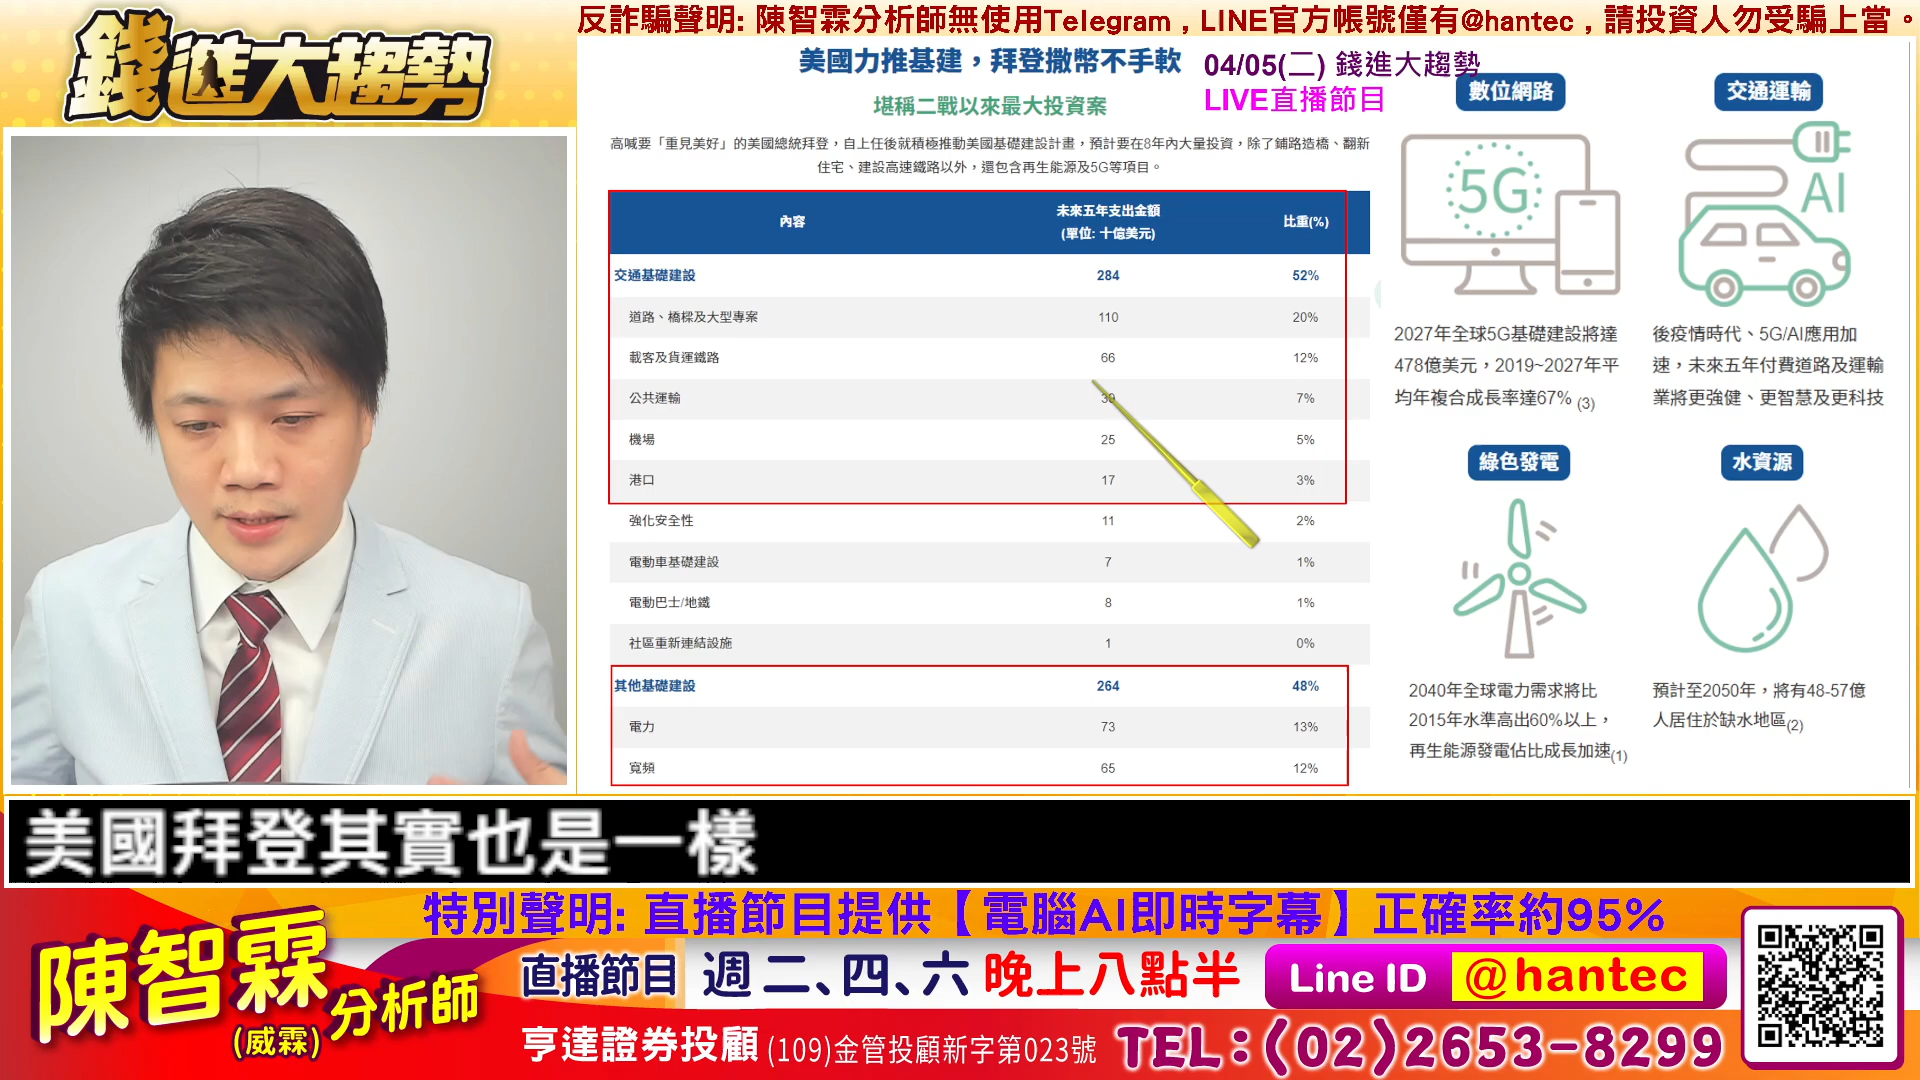 錢進大趨勢
反詐騙聲明: 陳智霖分析師無使用Telegram , LINE官方帳號僅有@hantec , 請投資人勿受騙上當。
美國力推基建，拜登撒幣不手軟
04/05(二) 錢進大趨勢
LIVE直播節目
堪稱二戰以來最大投資案
高喊要「重見美好」的美國總統拜登，自上任後就積極推動美國基礎建設計畫，預計要在8年內大量投資，除了鋪路造橋、翻新
住宅、建設高速鐵路以外，還包含再生能源及5G等項目。
內容 未來五年支出金額 (單位: 十億美元) 比重(%)
交通基礎建設 284 52%
道路、橋樑及大型專案 110 20%
載客及貨運鐵路 66 12%
公共運輸 39 7%
機場 25 5%
港口 17 3%
強化安全性 11 2%
電動車基礎建設 7 1%
電動巴士/地鐵 8 1%
社區重新連結設施 1 0%
其他基礎建設 264 48%
電力 73 13%
寬頻 65 12%
數位網路
5G
2027年全球5G基礎建設將達
478億美元，2019~2027年平
均年複合成長率達67% (3)
交通運輸
AI
後疫情時代、5G/AI應用加
速，未來五年付費道路及運輸
業將更強健、更智慧及更科技
綠色發電
2040年全球電力需求將比
2015年水準高出60%以上，
再生能源發電佔比成長加速(1)
水資源
預計至2050年，將有48-57億
人居住於缺水地區(2)
美國拜登其實也是一樣
特別聲明: 直播節目提供【電腦AI即時字幕】正確率約95%
陳智霖分析師
(威霖)
直播節目 週二、四、六 晚上八點半
Line ID @hantec
亨達證券投顧 (109)金管投顧新字第023號 TEL:(02)2653-8299